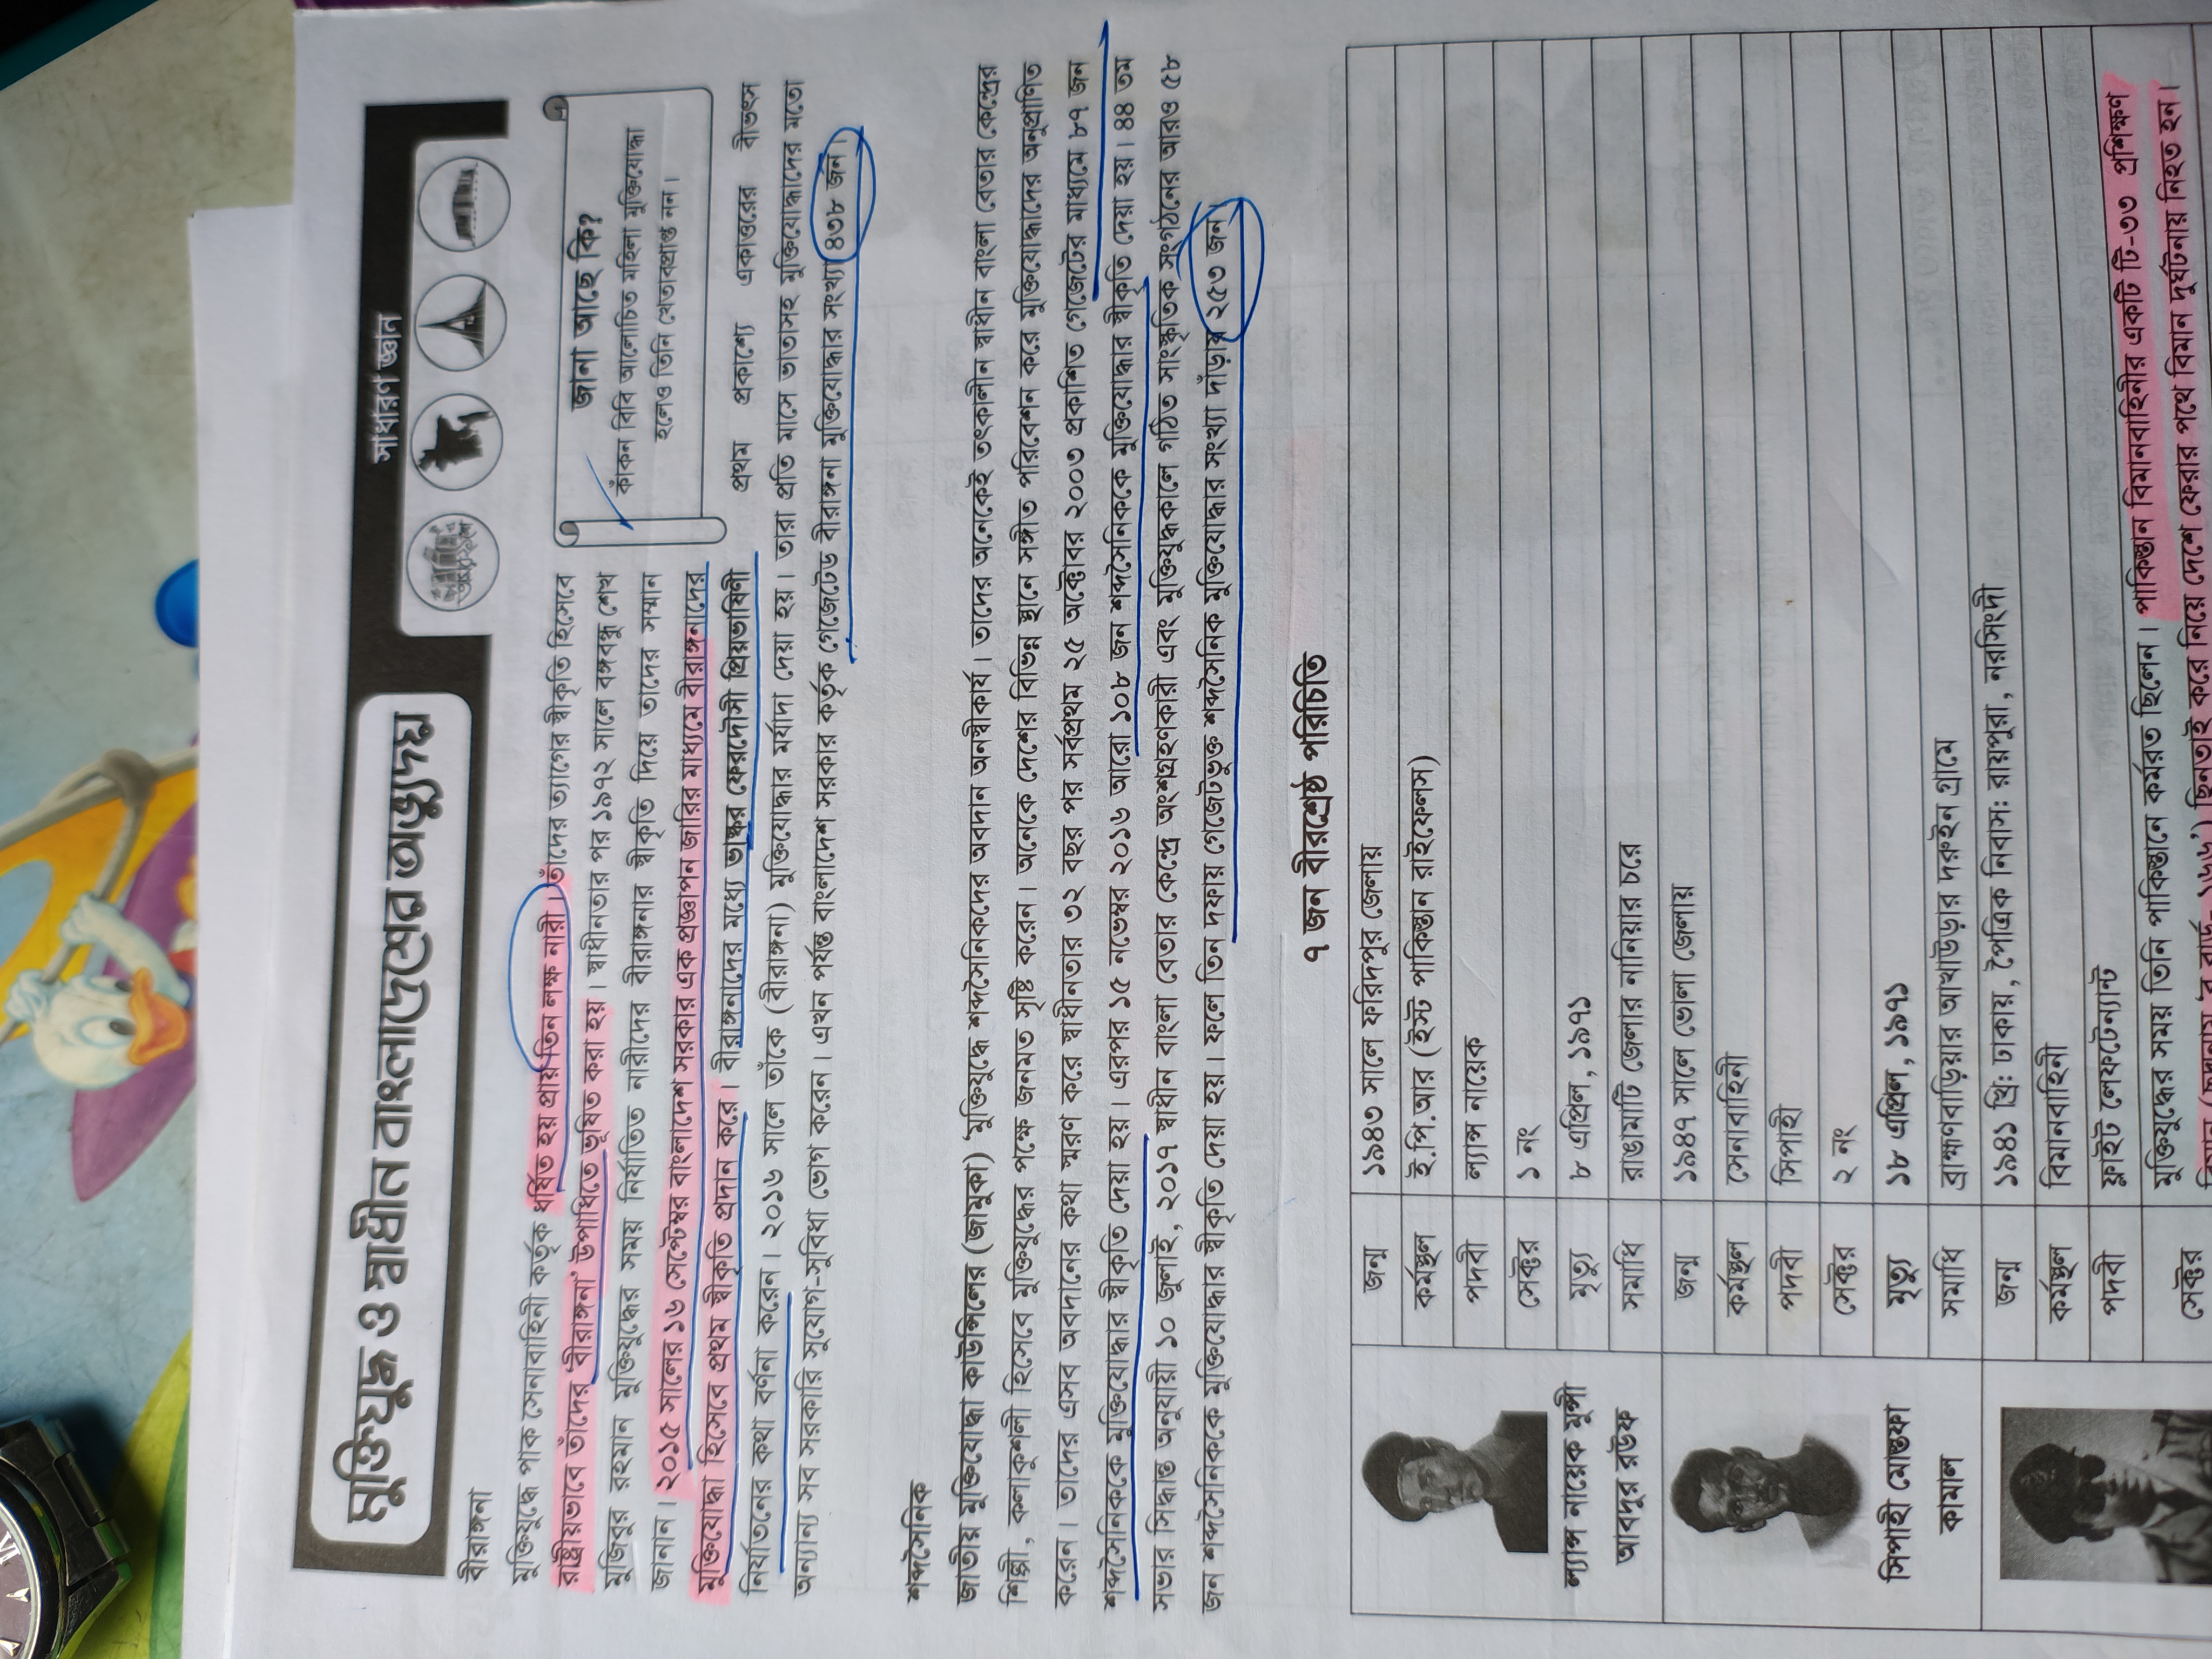 মুক্তিযুদ্ধ ও স্বাধীন বাংলাদেশের অভ্যুদয়
সাধারণ জ্ঞান
বীরাঙ্গনা
মুক্তিযুদ্ধে পাক সেনাবাহিনী কর্তৃক ধর্ষিত হয় প্রায় তিন লক্ষ নারী। তাঁদের ত্যাগের স্বীকৃতি হিসেবে
রাষ্ট্রীয়ভাবে তাঁদের ‘বীরাঙ্গনা’ উপাধিতে ভূষিত করা হয়। স্বাধীনতার পর ১৯৭২ সালে বঙ্গবন্ধু শেখ
মুজিবুর রহমান মুক্তিযুদ্ধের সময় নির্যাতিত নারীদের বীরাঙ্গনার স্বীকৃতি দিয়ে তাদের সম্মান
জানান। ২০১৫ সালের ১৬ সেপ্টেম্বর বাংলাদেশ সরকার এক প্রজ্ঞাপন জারির মাধ্যমে বীরাঙ্গনাদের
মুক্তিযোদ্ধা হিসেবে প্রথম স্বীকৃতি প্রদান করে। বীরাঙ্গনাদের মধ্যে ভাস্কর ফেরদৌসী প্রিয়ভাষিণী প্রথম প্রকাশ্যে একাত্তরের বীভৎস
নির্যাতনের কথা বর্ণনা করেন। ২০১৬ সালে তাঁকে (বীরাঙ্গনা) মুক্তিযোদ্ধার মর্যাদা দেয়া হয়। তারা প্রতি মাসে ভাতাসহ মুক্তিযোদ্ধাদের মতো
অন্যান্য সব সরকারি সুযোগ-সুবিধা ভোগ করেন। এখন পর্যন্ত বাংলাদেশ সরকার কর্তৃক গেজেটেড বীরাঙ্গনা মুক্তিযোদ্ধার সংখ্যা ৪৩৮ জন।
জানা আছে কি?
কাঁকন বিবি আলোচিত মহিলা মুক্তিযোদ্ধা
হলেও তিনি খেতাবপ্রাপ্ত নন।
শব্দসৈনিক
জাতীয় মুক্তিযোদ্ধা কাউন্সিলের (জামুকা) ‘মুক্তিযুদ্ধে শব্দসৈনিকদের অবদান অনস্বীকার্য। তাদের অনেকেই তৎকালীন স্বাধীন বাংলা বেতার কেন্দ্রের
শিল্পী, কলাকুশলী হিসেবে মুক্তিযুদ্ধের পক্ষে জনমত সৃষ্টি করেন। অনেকে দেশের বিভিন্ন স্থানে সঙ্গীত পরিবেশন করে মুক্তিযোদ্ধাদের অনুপ্রাণিত
করেন। তাদের এসব অবদানের কথা স্মরণ করে স্বাধীনতার ৩২ বছর পর সর্বপ্রথম ২৫ অক্টোবর ২০০৩ প্রকাশিত গেজেটের মাধ্যমে ৮৭ জন
শব্দসৈনিককে মুক্তিযোদ্ধার স্বীকৃতি দেয়া হয়। এরপর ১৫ নভেম্বর ২০১৬ আরো ১০৮ জন শব্দসৈনিককে মুক্তিযোদ্ধার স্বীকৃতি দেয়া হয়। ৪৪ তম
সভার সিদ্ধান্ত অনুযায়ী ১০ জুলাই, ২০১৭ স্বাধীন বাংলা বেতার কেন্দ্রে অংশগ্রহণকারী এবং মুক্তিযুদ্ধকালে গঠিত সাংস্কৃতিক সংগঠনের আরও ৫৮
জন শব্দসৈনিককে মুক্তিযোদ্ধার স্বীকৃতি দেয়া হয়। ফলে তিন দফায় গেজেটভুক্ত শব্দসৈনিক মুক্তিযোদ্ধার সংখ্যা দাঁড়ায় ২৫৩ জন।
৭ জন বীরশ্রেষ্ঠ পরিচিতি
ল্যান্স নায়েক মুন্সী
আবদুর রউফ
জন্ম ১৯৪৩ সালে ফরিদপুর জেলায়
কর্মস্থল ই.পি.আর (ইস্ট পাকিস্তান রাইফেলস)
পদবী ল্যান্স নায়েক
সেক্টর ১ নং
মৃত্যু ৮ এপ্রিল, ১৯৭১
সমাধি রাঙামাটি জেলার নানিয়ার চরে
সিপাহী মোস্তফা
কামাল
জন্ম ১৯৪৭ সালে ভোলা জেলায়
কর্মস্থল সেনাবাহিনী
পদবী সিপাহী
সেক্টর ২ নং
মৃত্যু ১৮ এপ্রিল, ১৯৭১
সমাধি ব্রাহ্মণবাড়িয়ার আখাউড়ার দরুইন গ্রামে
জন্ম ১৯৪১ খ্রি: ঢাকায়, পৈত্রিক নিবাস: রায়পুরা, নরসিংদী
কর্মস্থল বিমানবাহিনী
পদবী ফ্লাইট লেফটেন্যান্ট
সেক্টর মুক্তিযুদ্ধের সময় তিনি পাকিস্তানে কর্মরত ছিলেন। পাকিস্তান বিমানবাহিনীর একটি টি-৩৩ প্রশিক্ষণ
বিমান (ছদ্মনাম ‘ব্লু বার্ড- ১৬৬’) ছিনতাই করে নিয়ে দেশে ফেরার পথে বিমান দুর্ঘটনায় নিহত হন।